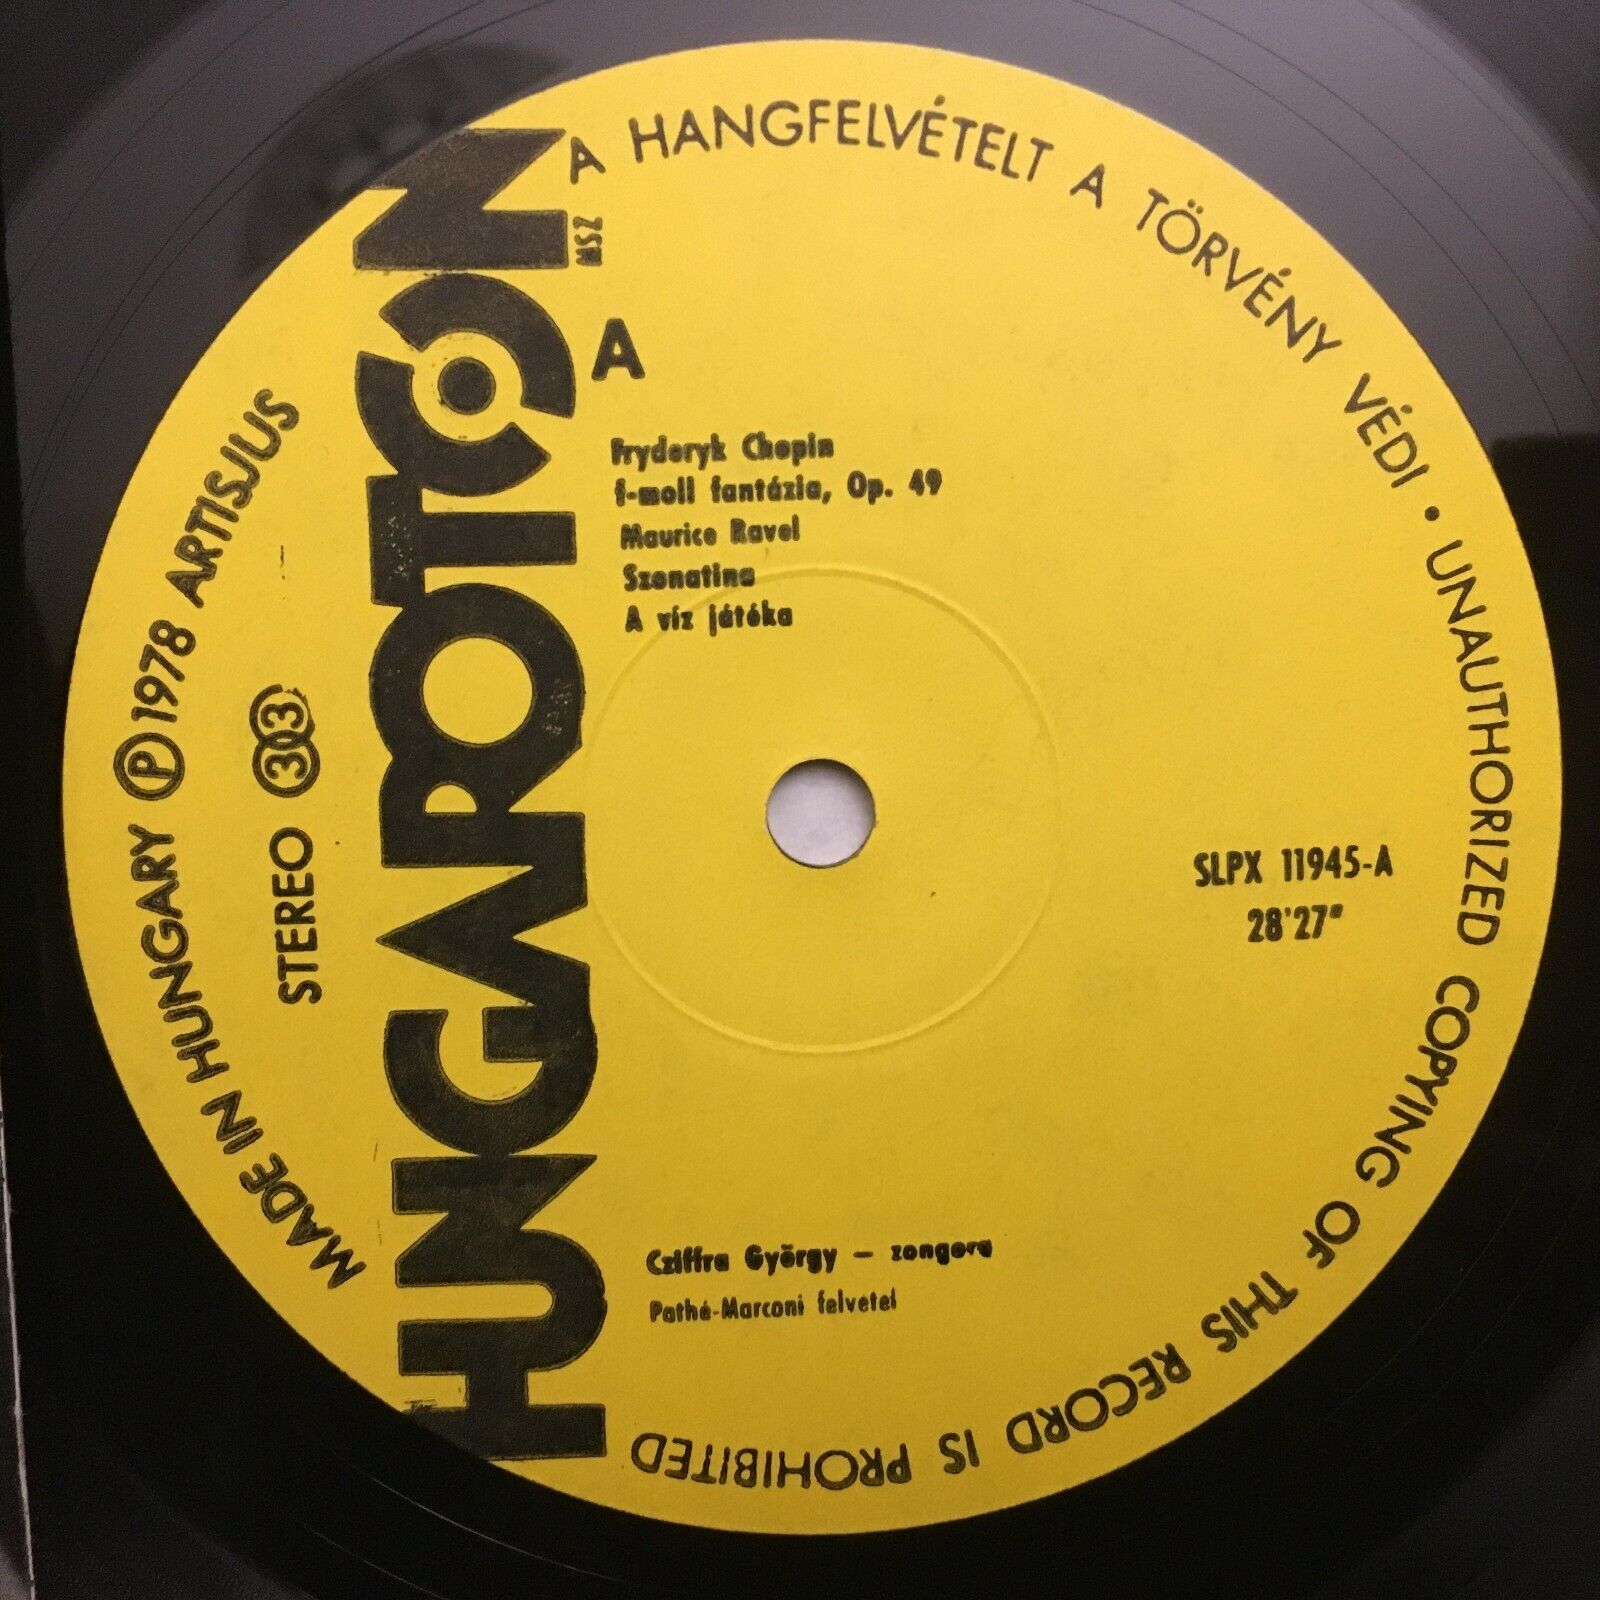 A HANGFELVÉTELT A TÖRVÉNY VÉDI • UNAUTHORIZED COPYING OF THIS RECORD IS PROHIBITED
MADE IN HUNGARY Ⓟ 1978 ARTISJUS
STEREO 33
HUNGAROTON
MSZ
A
Fryderyk Chopin
f-moll fantázia, Op. 49
Maurice Ravel
Szonatina
A víz játéka
SLPX 11945-A
28'27"
Cziffra György – zongora
Pathé-Marconi felvetel